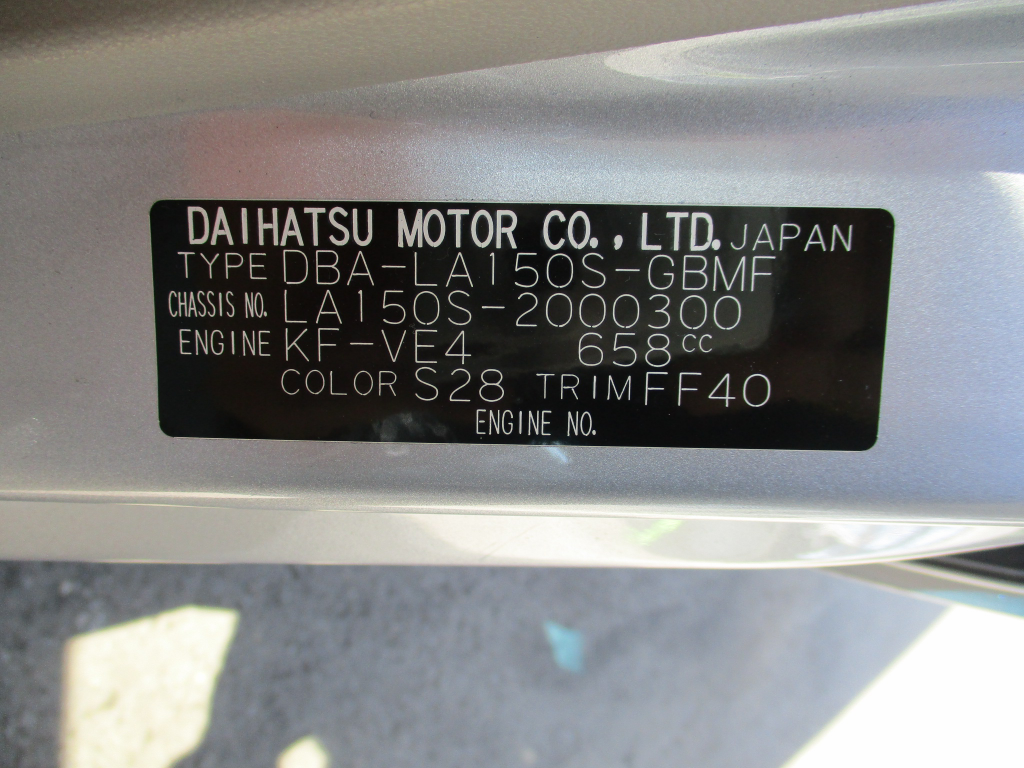 DAIHATSU MOTOR CO., LTD. JAPAN
TYPE DBA-LA150S-GBMF
CHASSIS NO. LA150S-2000300
ENGINE KF-VE4 658cc
COLOR S28 TRIM FF40
ENGINE NO.